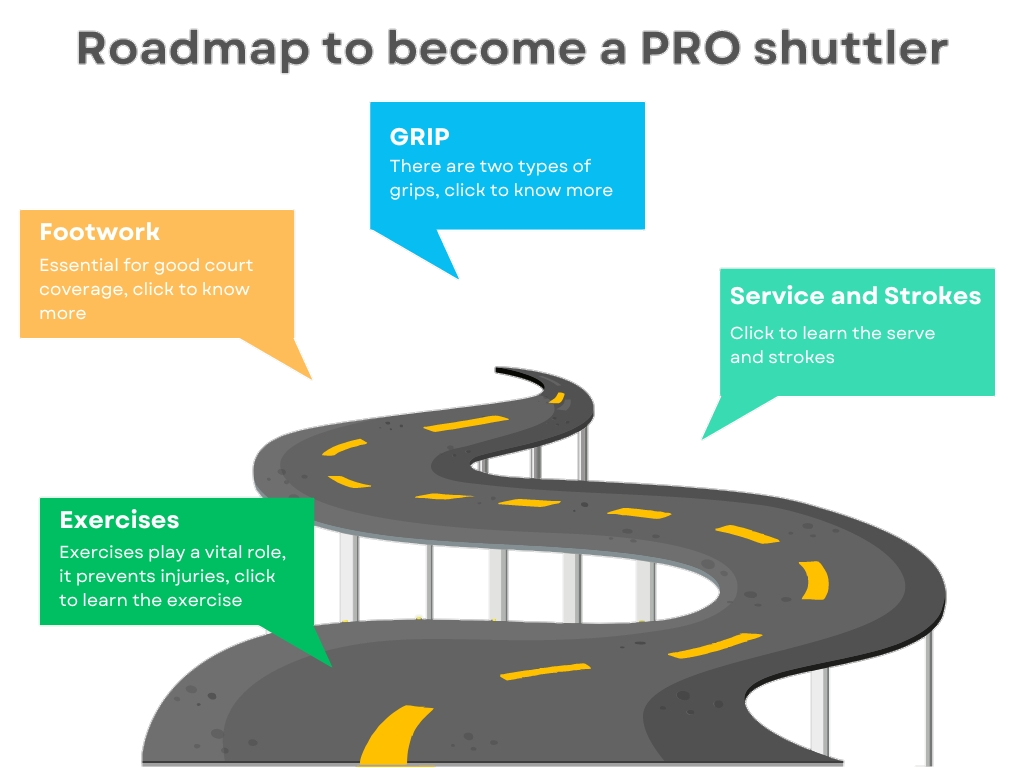 Roadmap to become a PRO shuttler
GRIP
There are two types of
grips, click to know more
Footwork
Essential for good court
coverage, click to know
more
Service and Strokes
Click to learn the serve
and strokes
Exercises
Exercises play a vital role,
it prevents injuries, click
to learn the exercise